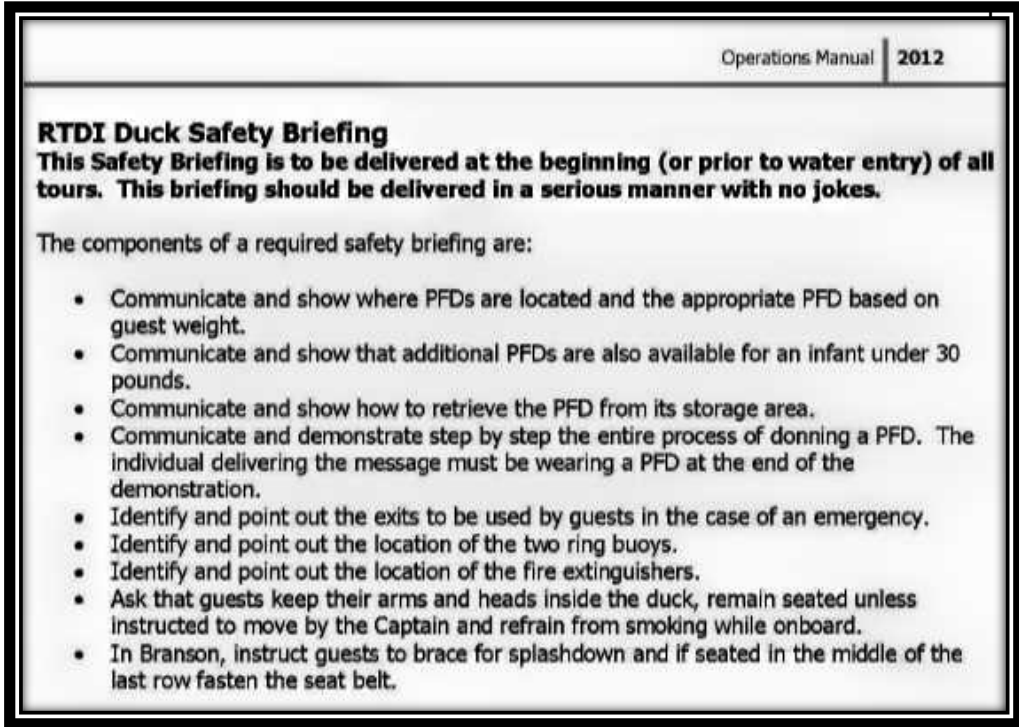 Operations Manual 2012
RTDI Duck Safety Briefing
This Safety Briefing is to be delivered at the beginning (or prior to water entry) of all
tours. This briefing should be delivered in a serious manner with no jokes.
The components of a required safety briefing are:
• Communicate and show where PFDs are located and the appropriate PFD based on
guest weight.
• Communicate and show that additional PFDs are also available for an infant under 30
pounds.
• Communicate and show how to retrieve the PFD from its storage area.
• Communicate and demonstrate step by step the entire process of donning a PFD. The
individual delivering the message must be wearing a PFD at the end of the
demonstration.
• Identify and point out the exits to be used by guests in the case of an emergency.
• Identify and point out the location of the two ring buoys.
• Identify and point out the location of the fire extinguishers.
• Ask that guests keep their arms and heads inside the duck, remain seated unless
instructed to move by the Captain and refrain from smoking while onboard.
• In Branson, instruct guests to brace for splashdown and if seated in the middle of the
last row fasten the seat belt.